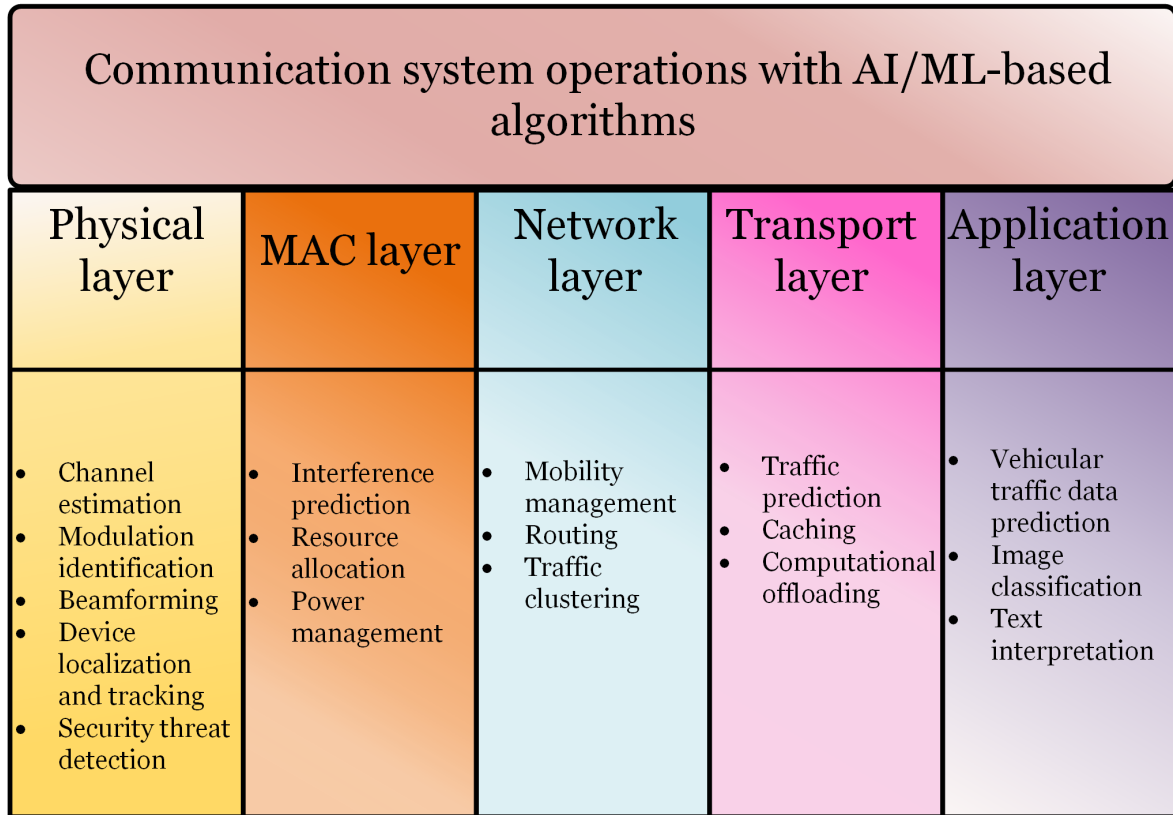 Communication system operations with AI/ML-based
algorithms
Physical
layer
MAC layer
Network
layer
Transport
layer
Application
layer
• Channel
estimation
• Modulation
identification
• Beamforming
• Device
localization
and tracking
• Security threat
detection
• Interference
prediction
• Resource
allocation
• Power
management
• Mobility
management
• Routing
• Traffic
clustering
• Traffic
prediction
• Caching
• Computational
offloading
• Vehicular
traffic data
prediction
• Image
classification
• Text
interpretation